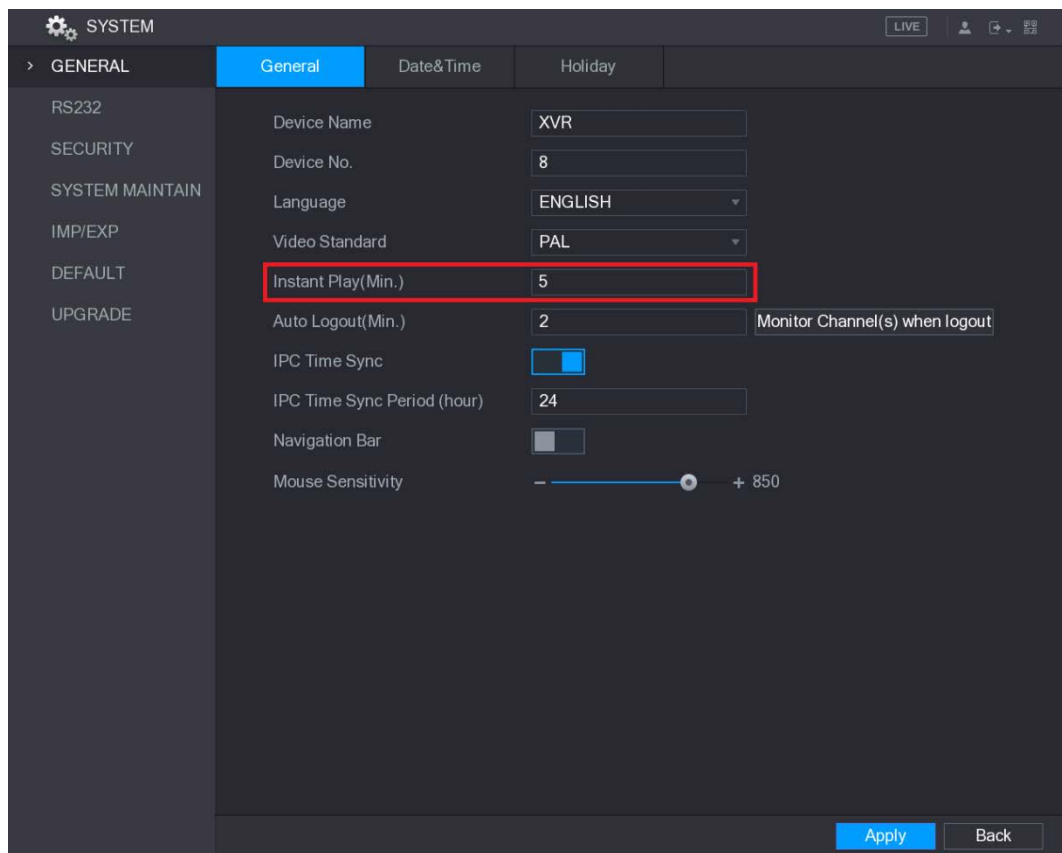 SYSTEM
LIVE
GENERAL
General Date&Time Holiday
RS232
SECURITY
SYSTEM MAINTAIN
IMP/EXP
DEFAULT
UPGRADE
Device Name XVR
Device No. 8
Language ENGLISH
Video Standard PAL
Instant Play(Min.) 5
Auto Logout(Min.) 2 Monitor Channel(s) when logout
IPC Time Sync
IPC Time Sync Period (hour) 24
Navigation Bar
Mouse Sensitivity − + 850
Apply Back